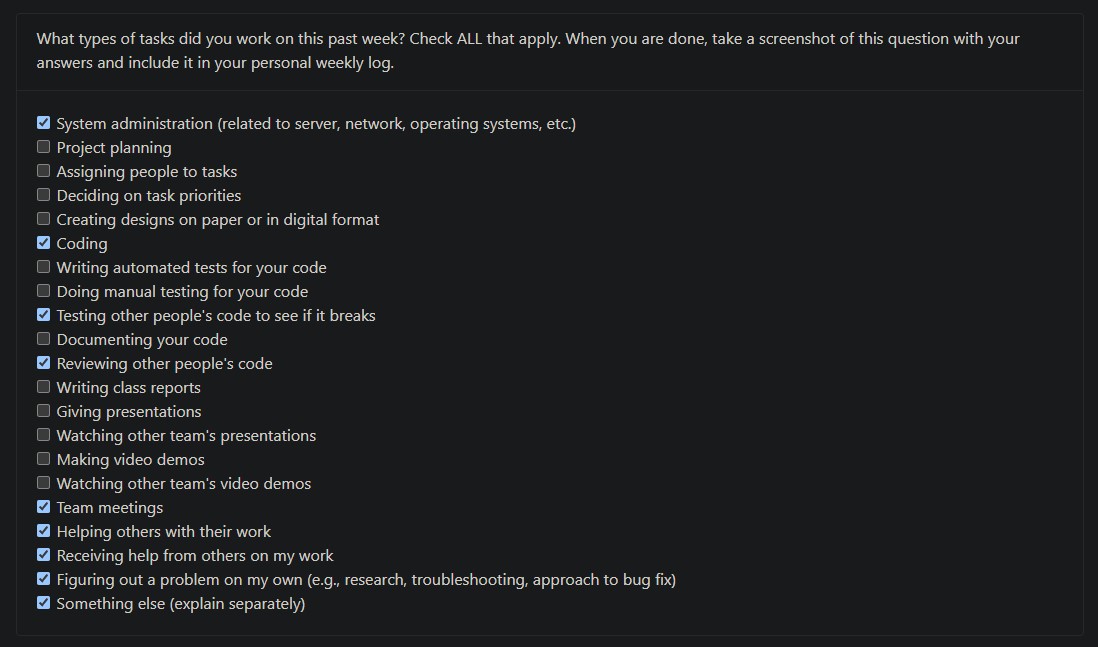 What types of tasks did you work on this past week? Check ALL that apply. When you are done, take a screenshot of this question with your
answers and include it in your personal weekly log.
System administration (related to server, network, operating systems, etc.)
Project planning
Assigning people to tasks
Deciding on task priorities
Creating designs on paper or in digital format
Coding
Writing automated tests for your code
Doing manual testing for your code
Testing other people's code to see if it breaks
Documenting your code
Reviewing other people's code
Writing class reports
Giving presentations
Watching other team's presentations
Making video demos
Watching other team's video demos
Team meetings
Helping others with their work
Receiving help from others on my work
Figuring out a problem on my own (e.g., research, troubleshooting, approach to bug fix)
Something else (explain separately)